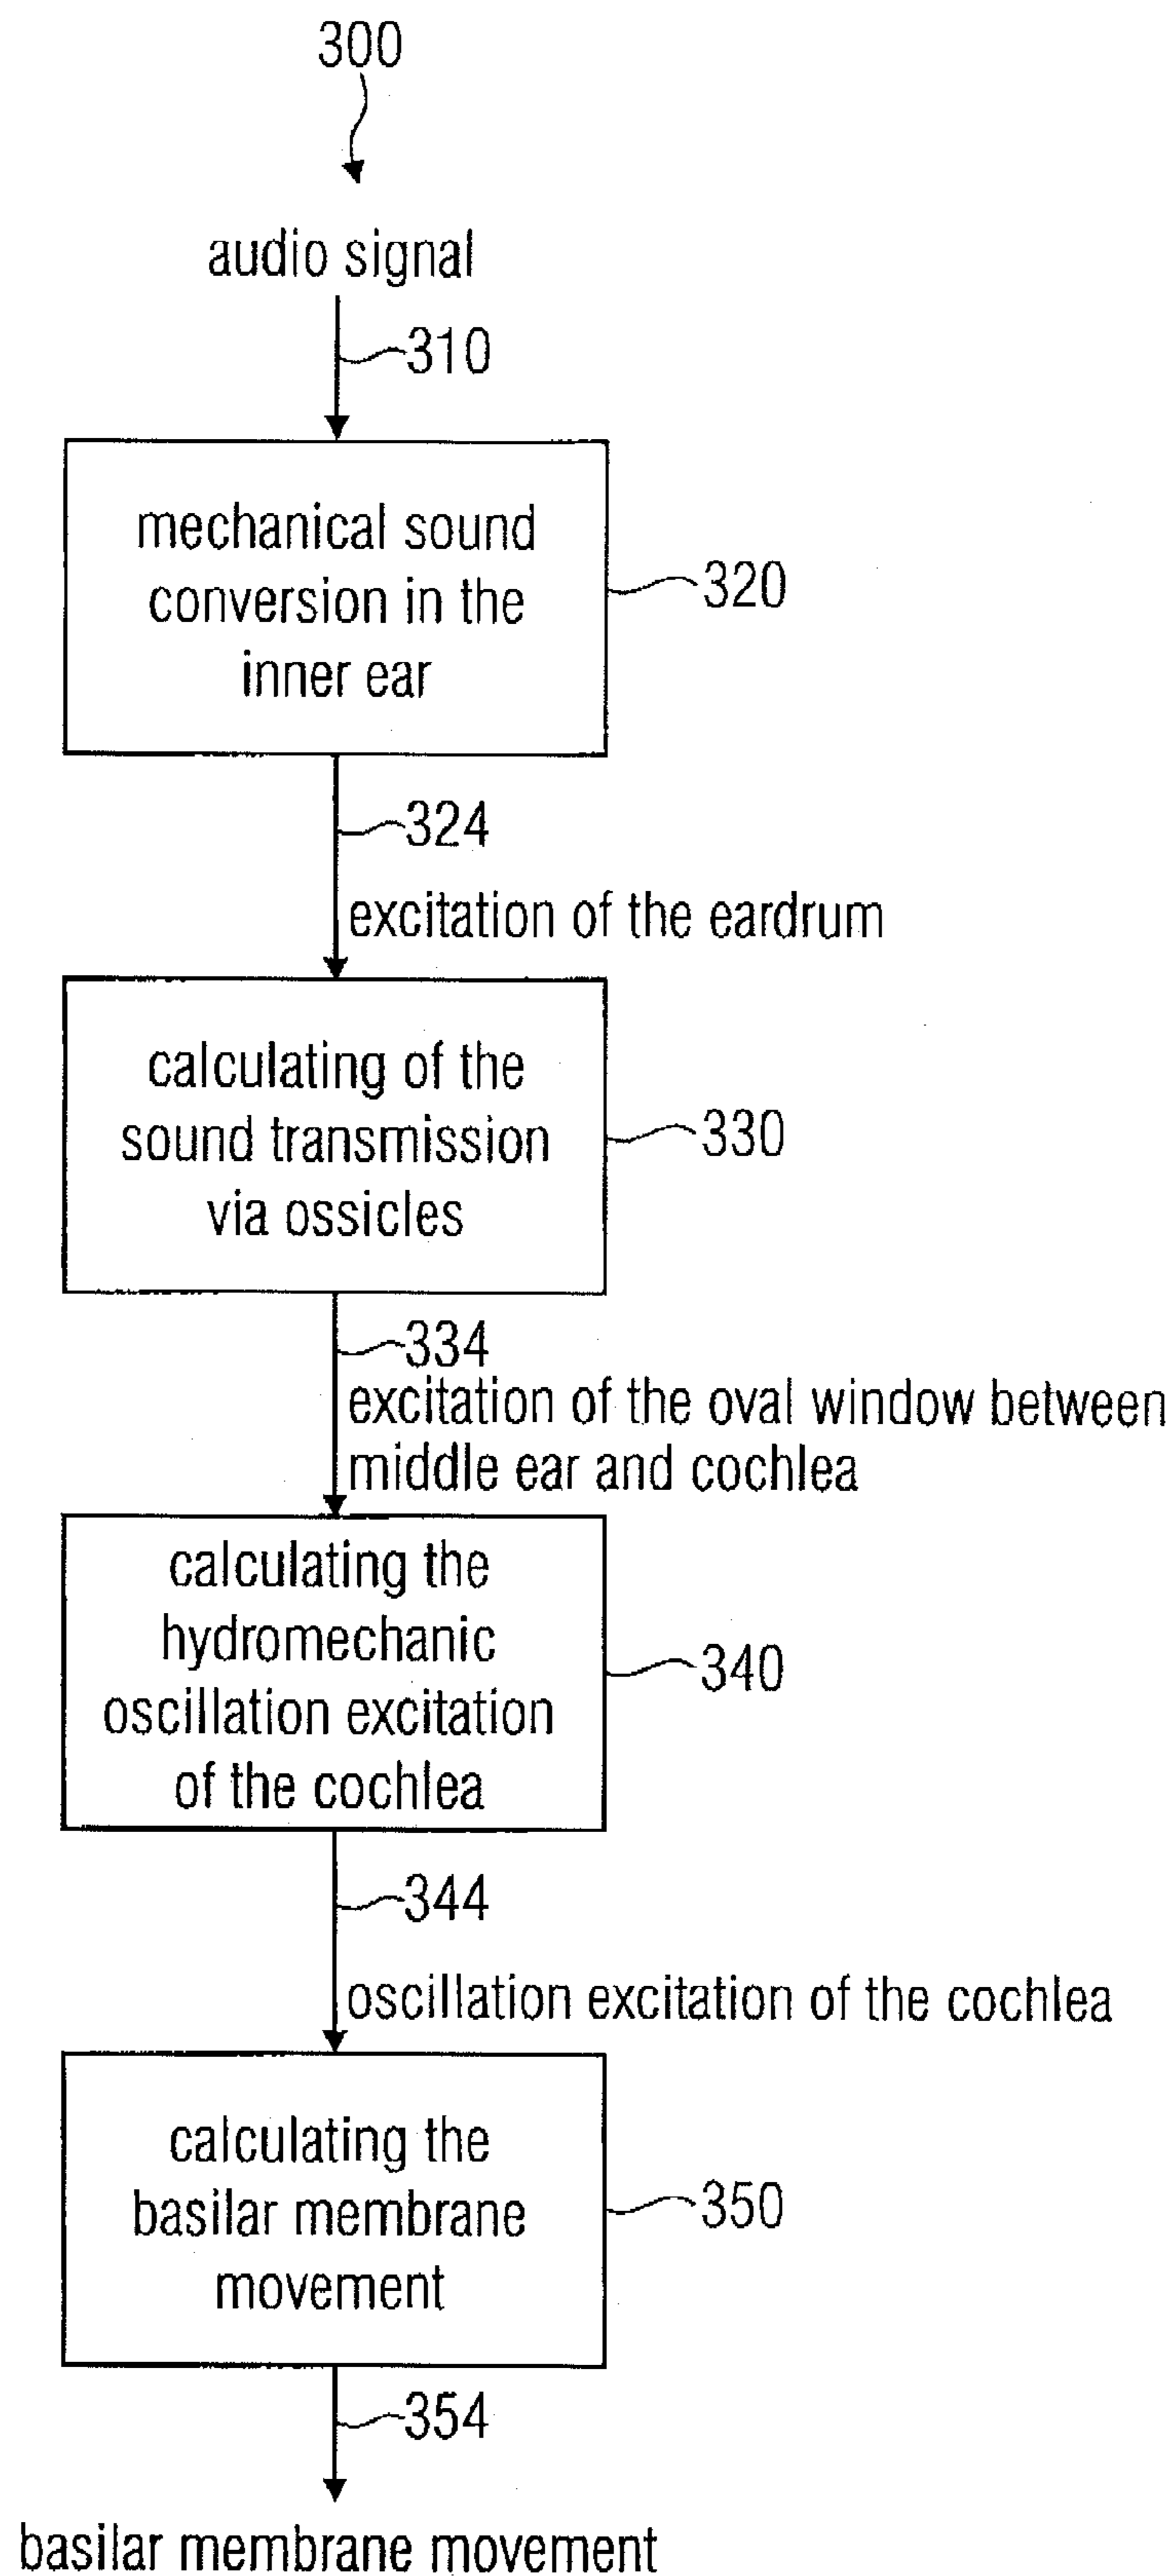 300
audio signal
310
mechanical sound
conversion in the
inner ear
320
324
excitation of the eardrum
calculating of the
sound transmission
via ossicles
330
334
excitation of the oval window between
middle ear and cochlea
calculating the
hydromechanic
oscillation excitation
of the cochlea
340
344
oscillation excitation of the cochlea
calculating the
basilar membrane
movement
350
354
basilar membrane movement